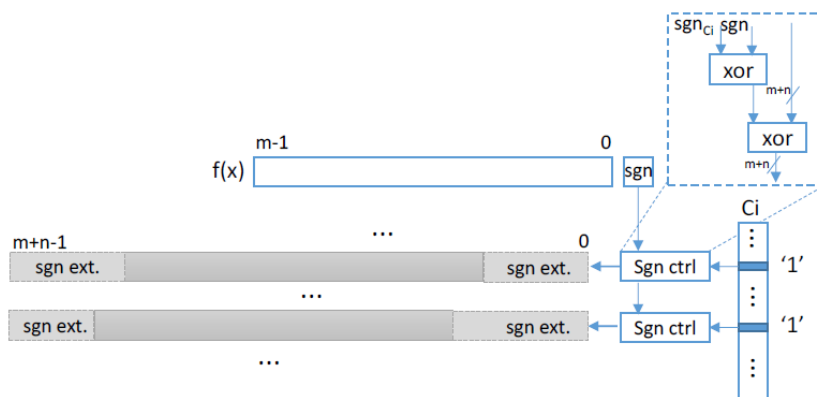 sgn_Ci sgn
xor
m+n
xor
m+n
m-1 0
f(x) sgn
Ci
...
m+n-1 0
sgn ext. sgn ext. Sgn ctrl '1'
...
sgn ext. sgn ext. Sgn ctrl '1'
...